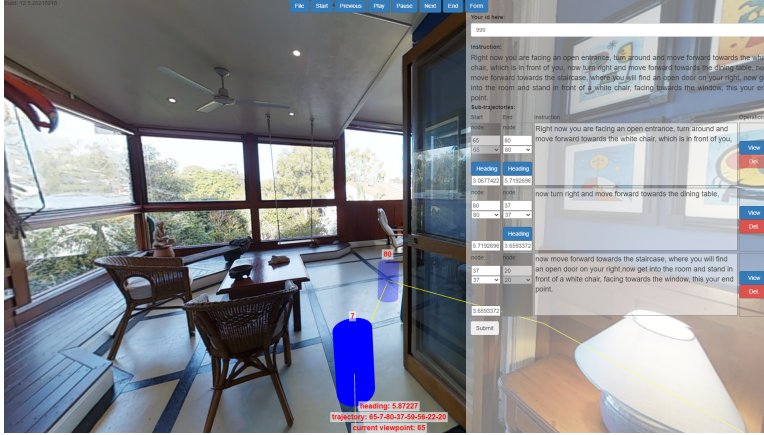 Build: 12.0.20210216
File Start Previous Play Pause Next End Form
Your id here:
999
Instruction:
Right now you are facing an open entrance, turn around and move forward towards the
chair, which is in front of you, now turn right and move forward towards the dining table,
move forward towards the staircase, where you will find an open door on your right, now
into the room and stand in front of a white chair, facing towards the window, this your
point.
Sub-trajectories:
Start End Instruction
node node
65 80
65 80
Right now you are facing an open entrance, turn around and
move forward towards the white chair, which is in front of you,
View
Del
Heading Heading
3.0677422 5.7192696
node node
80 37
80 37
now turn right and move forward towards the dining table,
View
Del
Heading
5.7192696 3.6593372
node node
37 20
37 20
now move forward towards the staircase, where you will find
an open door on your right,now get into the room and stand in
front of a white chair, facing towards the window, this your end
point.
View
Del
3.6593372
Submit
80
7
heading: 5.87227
trajectory: 65-7-80-37-59-56-22-20
current viewpoint: 65